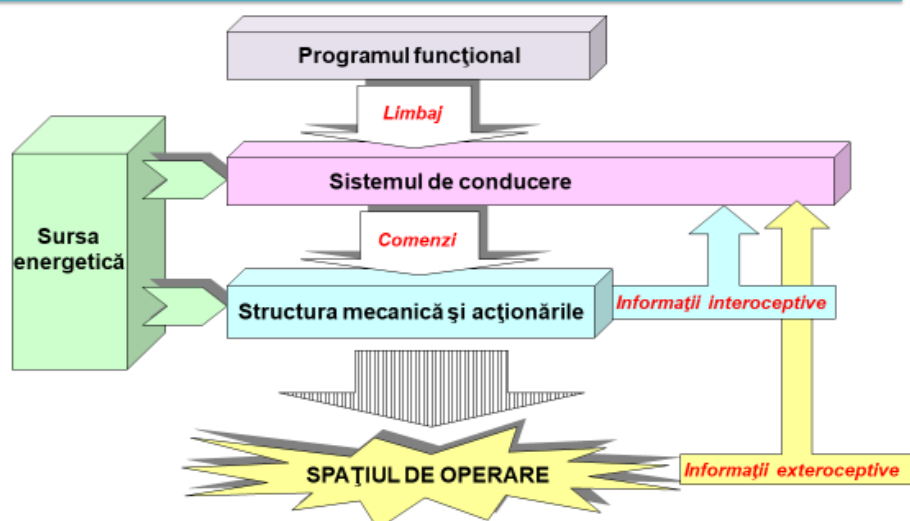 Programul funcţional
Limbaj
Sistemul de conducere
Comenzi
Sursa
energetică
Structura mecanică şi acţionările
Informaţii interoceptive
SPAŢIUL DE OPERARE
Informaţii exteroceptive